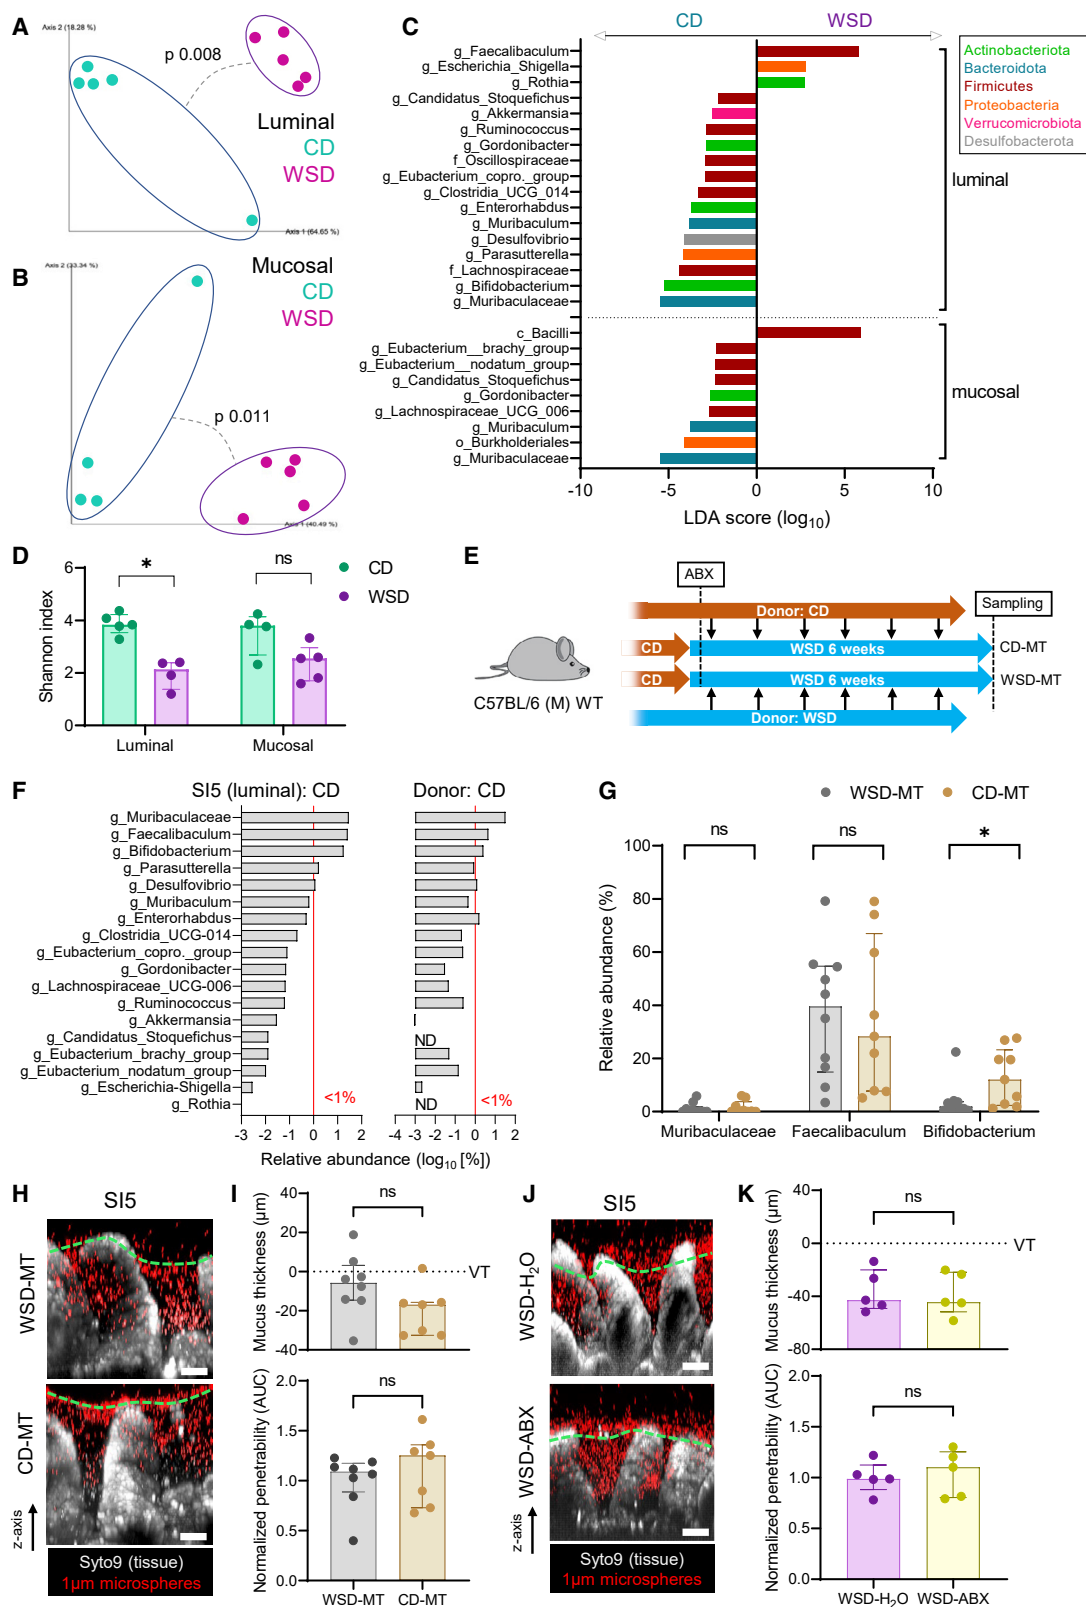 A
Axis 2 (18.28 %)
p 0.008
Luminal
CD
WSD
Axis 1 (64.65 %)
B
Axis 2 (33.34 %)
Mucosal
CD
WSD
p 0.011
Axis 1 (40.49 %)
C
CD
WSD
g_Faecalibaculum
g_Escherichia_Shigella
g_Rothia
g_Candidatus_Stoquefichus
g_Akkermansia
g_Ruminococcus
g_Gordonibacter
f_Oscillospiraceae
g_Eubacterium_copro._group
g_Clostridia_UCG_014
g_Enterorhabdus
g_Muribaculum
g_Desulfovibrio
g_Parasutterella
f_Lachnospiraceae
g_Bifidobacterium
g_Muribaculaceae
c_Bacilli
g_Eubacterium__brachy_group
g_Eubacterium__nodatum_group
g_Candidatus_Stoquefichus
g_Gordonibacter
g_Lachnospiraceae_UCG_006
g_Muribaculum
o_Burkholderiales
g_Muribaculaceae
-10 -5 0 5 10
LDA score (log10)
Actinobacteriota
Bacteroidota
Firmicutes
Proteobacteria
Verrucomicrobiota
Desulfobacterota
luminal
mucosal
D
Shannon index
6
4
2
0
*
ns
CD
WSD
Luminal Mucosal
E
ABX
Sampling
Donor: CD
CD WSD 6 weeks CD-MT
CD WSD 6 weeks WSD-MT
Donor: WSD
C57BL/6 (M) WT
F
SI5 (luminal): CD
Donor: CD
g_Muribaculaceae
g_Faecalibaculum
g_Bifidobacterium
g_Parasutterella
g_Desulfovibrio
g_Muribaculum
g_Enterorhabdus
g_Clostridia_UCG-014
g_Eubacterium_copro._group
g_Gordonibacter
g_Lachnospiraceae_UCG-006
g_Ruminococcus
g_Akkermansia
g_Candidatus_Stoquefichus
g_Eubacterium_brachy_group
g_Eubacterium_nodatum_group
g_Escherichia-Shigella
g_Rothia
<1%
ND
ND
<1%
-3 -2 -1 0 1 2
-4 -3 -2 -1 0 1 2
Relative abundance (log10 [%])
G
WSD-MT CD-MT
Relative abundance (%)
100
80
60
40
20
0
ns
ns
*
Muribaculaceae Faecalibaculum Bifidobacterium
H
SI5
WSD-MT
CD-MT
z-axis
Syto9 (tissue)
1µm microspheres
I
Mucus thickness (µm)
40
20
0
-20
-40
ns
VT
Normalized penetrability (AUC)
2.0
1.5
1.0
0.5
0.0
ns
WSD-MT CD-MT
J
SI5
WSD-H2O
WSD-ABX
z-axis
Syto9 (tissue)
1µm microspheres
K
Mucus thickness (µm)
40
0
-40
-80
ns
VT
Normalized penetrability (AUC)
2.0
1.5
1.0
0.5
0.0
ns
WSD-H2O WSD-ABX